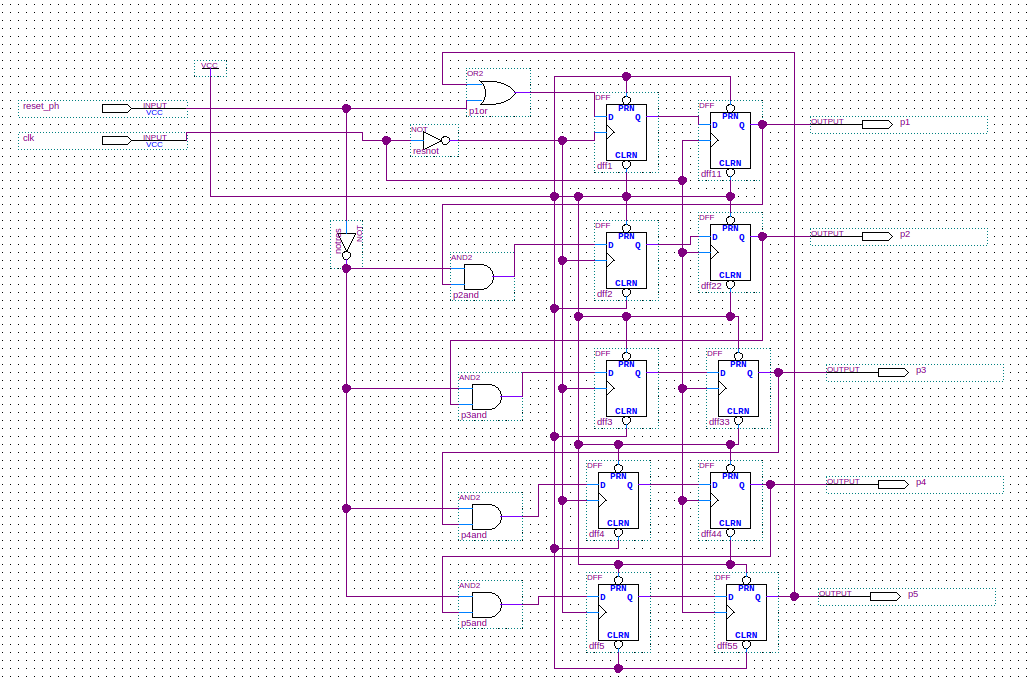 VCC
OR2
reset_ph
INPUT
VCC
p1or
DFF
PRN
D
Q
CLRN
dff1
DFF
PRN
D
Q
CLRN
dff11
OUTPUT
p1
clk
INPUT
VCC
NOT
resnot
NOT
AND2
p2and
DFF
PRN
D
Q
CLRN
dff2
DFF
PRN
D
Q
CLRN
dff22
OUTPUT
p2
AND2
p3and
DFF
PRN
D
Q
CLRN
dff3
DFF
PRN
D
Q
CLRN
dff33
OUTPUT
p3
AND2
p4and
DFF
PRN
D
Q
CLRN
dff4
DFF
PRN
D
Q
CLRN
dff44
OUTPUT
p4
AND2
p5and
DFF
PRN
D
Q
CLRN
dff5
DFF
PRN
D
Q
CLRN
dff55
OUTPUT
p5